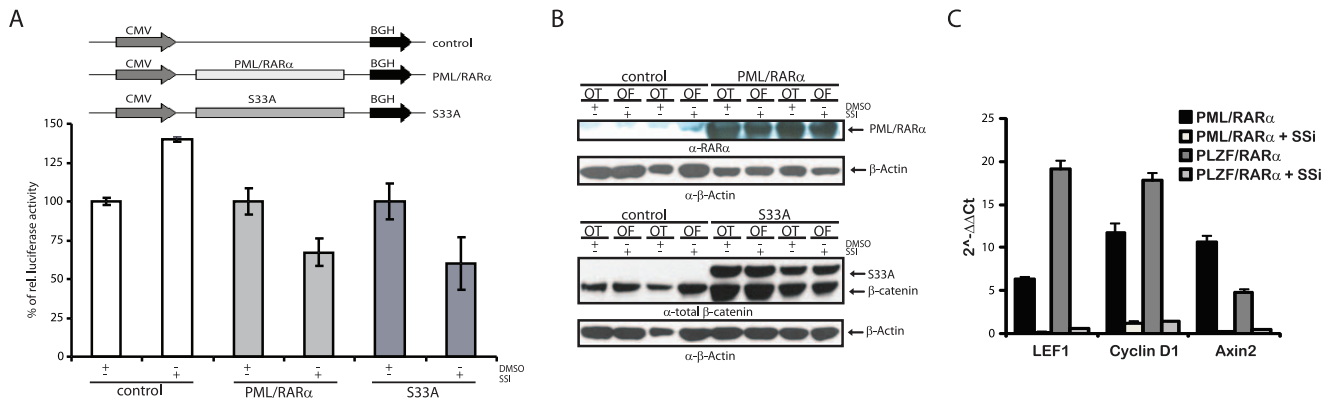 A
CMV BGH
control
CMV PML/RARα BGH
PML/RARα
CMV S33A BGH
S33A
% of rel. luciferase activity
150
125
100
75
50
25
0
+ - + - + - DMSO
- + - + - + SSI
control PML/RARα S33A
B
control PML/RARα
OT OF OT OF OT OF OT OF
+ - + - + - + - DMSO
- + - + - + - + SSI
PML/RARα
α-RARα
β-Actin
α-β-Actin
control S33A
OT OF OT OF OT OF OT OF
+ - + - + - + - DMSO
- + - + - + - + SSI
S33A
β-catenin
α-total β-catenin
β-Actin
α-β-Actin
C
2^-ΔΔCt
25
20
15
10
5
0
PML/RARα
PML/RARα + SSi
PLZF/RARα
PLZF/RARα + SSi
LEF1 Cyclin D1 Axin2